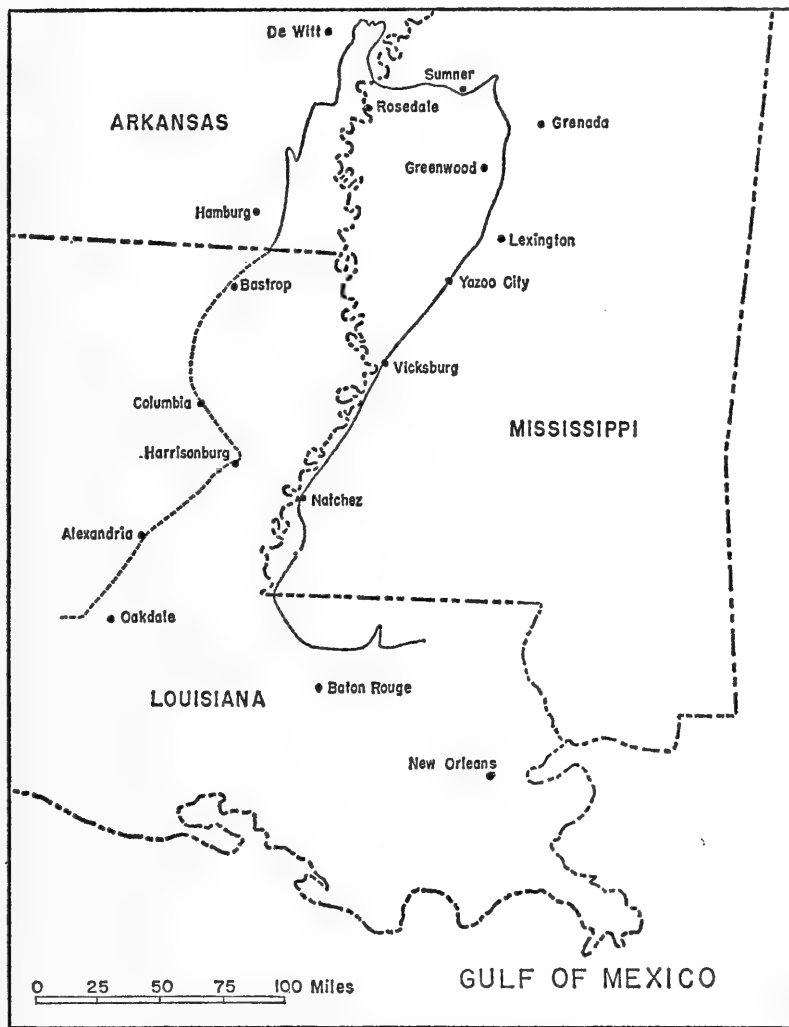 De Witt
Sumner
Rosedale
ARKANSAS
Grenada
Greenwood
Hamburg
Lexington
Bastrop
Yazoo City
Vicksburg
Columbia
MISSISSIPPI
Harrisonburg
Natchez
Alexandria
Oakdale
Baton Rouge
LOUISIANA
New Orleans
GULF OF MEXICO
0 25 50 75 100 Miles